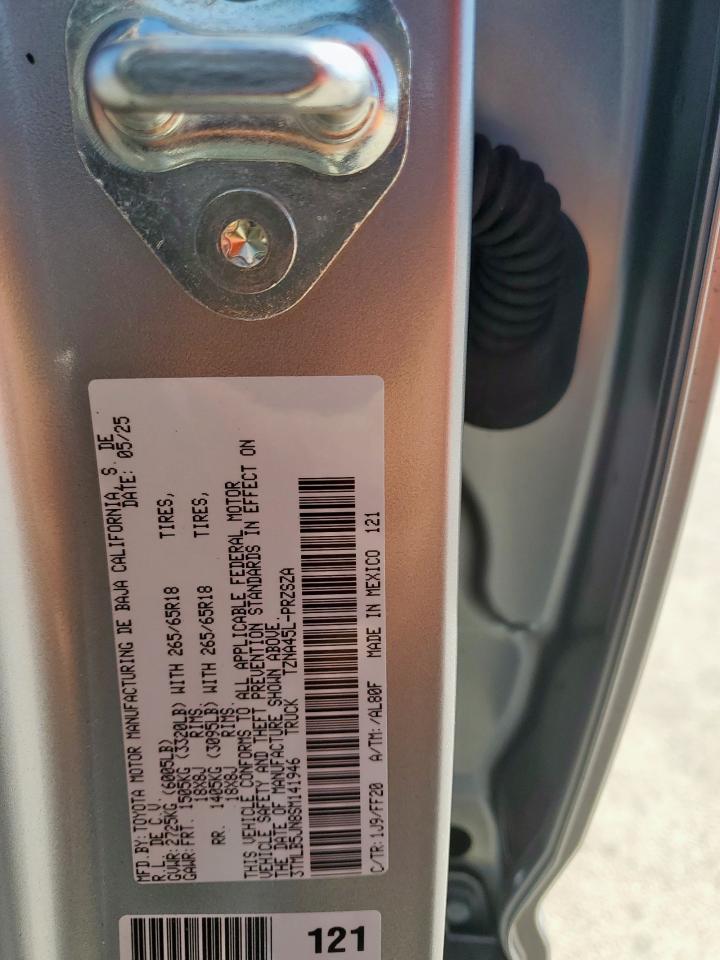 MFD.BY:TOYOTA MOTOR MANUFACTURING DE BAJA CALIFORNIA, S. DE
R. L. DE C. V. DATE: 05/25
GVWR: 2725KG (6005LB)
GAWR: FRT. 1505KG (3320LB) WITH 265/65R18 TIRES,
18X8J RIMS.
RR. 1405KG (3095LB) WITH 265/65R18 TIRES,
18X8J RIMS.
THIS VEHICLE CONFORMS TO ALL APPLICABLE FEDERAL MOTOR
VEHICLE SAFETY AND THEFT PREVENTION STANDARDS IN EFFECT ON
THE DATE OF MANUFACTURE SHOWN ABOVE.
3TMLB5JN8SM141946 TRUCK TZNA45L-PRZSZA
C/TR: 1J9/FF20 A/TM: /AL80F MADE IN MEXICO 121
121